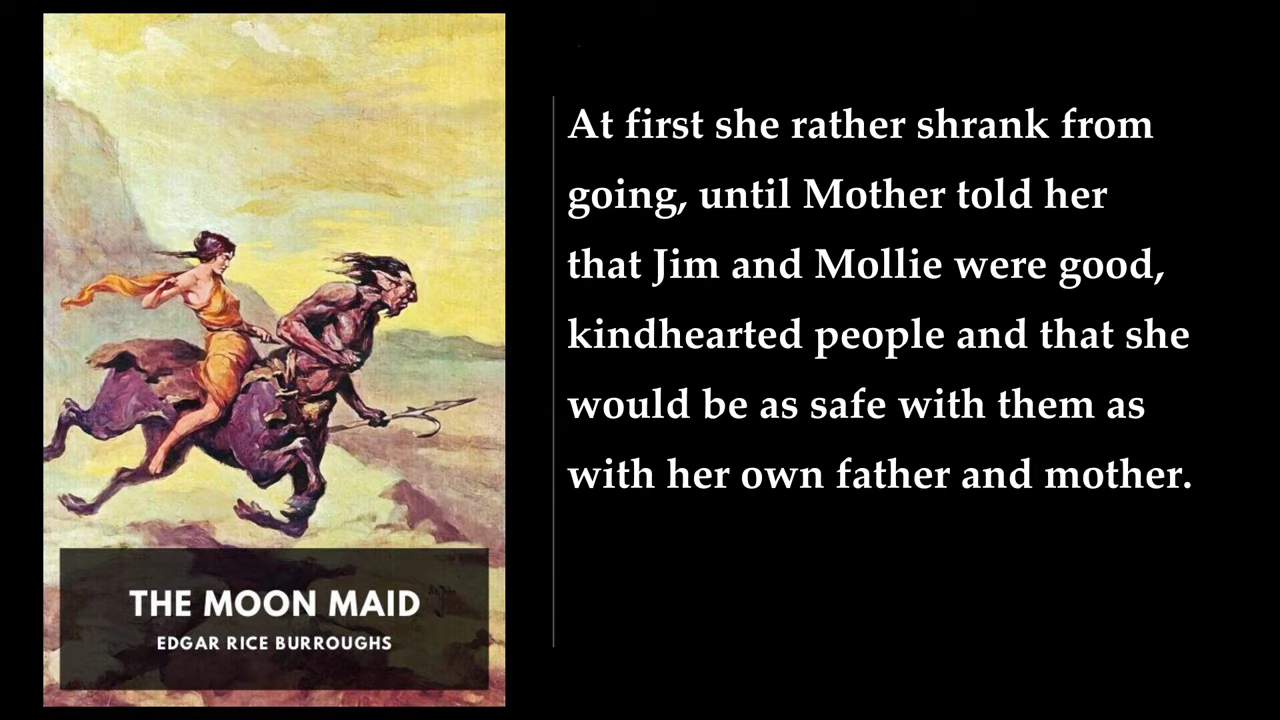 THE MOON MAID
EDGAR RICE BURROUGHS
At first she rather shrank from
going, until Mother told her
that Jim and Mollie were good,
kindhearted people and that she
would be as safe with them as
with her own father and mother.